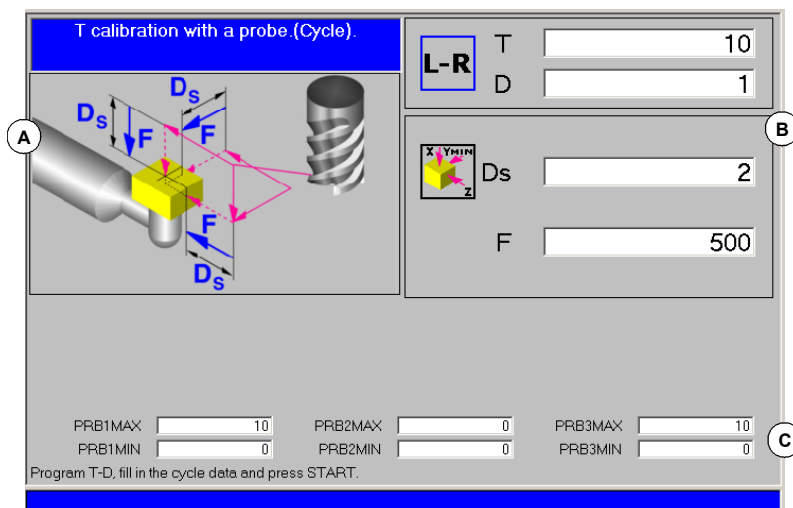 T calibration with a probe.(Cycle).
L-R
T 10
D 1
A
B
Ds
Ds
F
F
F
Ds
X YMIN
Z
Ds 2
F 500
PRB1MAX 10 PRB2MAX 0 PRB3MAX 10
PRB1MIN 0 PRB2MIN 0 PRB3MIN 0
C
Program T-D, fill in the cycle data and press START.